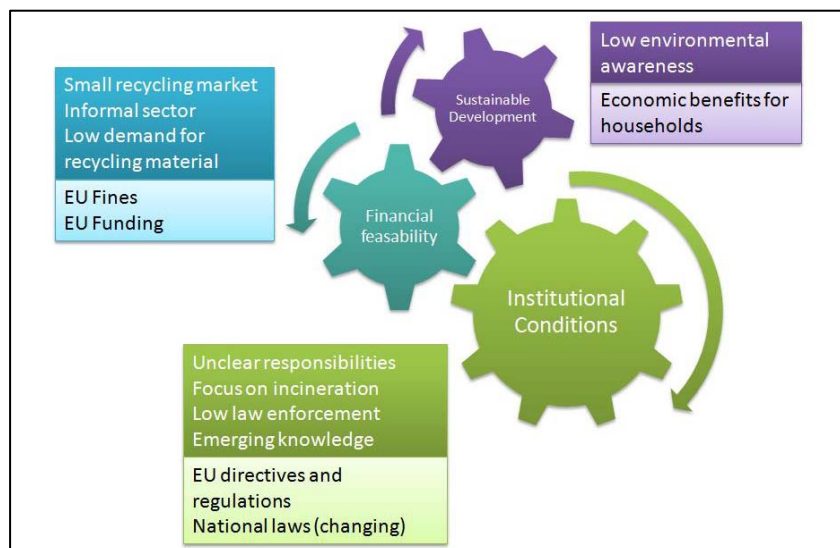 Small recycling market
Informal sector
Low demand for
recycling material
EU Fines
EU Funding
Sustainable
Development
Low environmental
awareness
Economic benefits for
households
Financial
feasability
Institutional
Conditions
Unclear responsibilities
Focus on incineration
Low law enforcement
Emerging knowledge
EU directives and
regulations
National laws (changing)